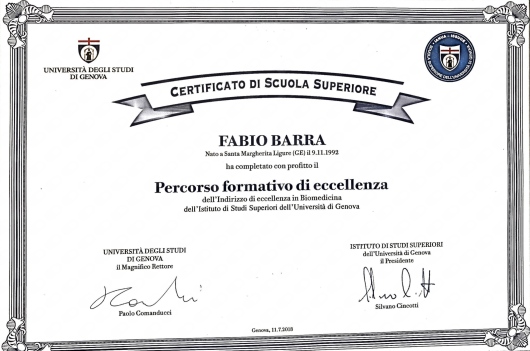 UNIVERSITÀ DEGLI STUDI
DI GENOVA
CERTIFICATO DI SCUOLA SUPERIORE
FABIO BARRA
Nato a Santa Margherita Ligure (GE) il 9.11.1992
ha completato con profitto il
Percorso formativo di eccellenza
dell'Indirizzo di eccellenza in Biomedicina
dell'Istituto di Studi Superiori dell'Università di Genova
UNIVERSITÀ DEGLI STUDI
DI GENOVA
il Magnifico Rettore
Paolo Comanducci
ISTITUTO DI STUDI SUPERIORI
dell'Università di Genova
il Presidente
Silvano Cincotti
Genova, 11.7.2018